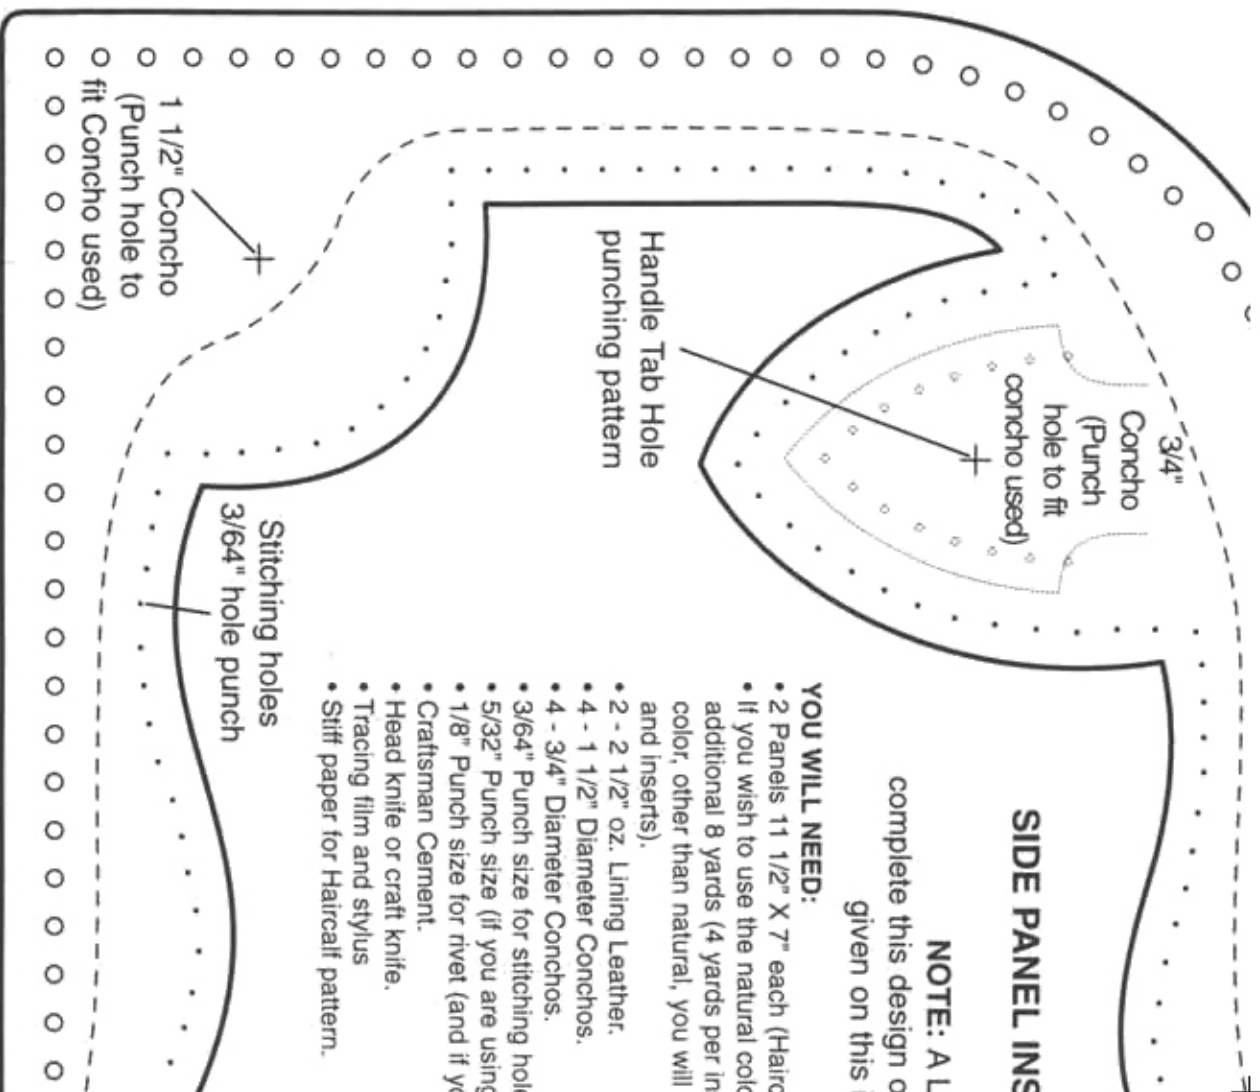 SIDE PANEL INS
NOTE: A L
complete this design o
given on this
YOU WILL NEED:
• 2 Panels 11 1/2" X 7" each (Hairc
• If you wish to use the natural colo
additional 8 yards (4 yards per in
color, other than natural, you will
and inserts).
• 2 - 2 1/2" oz. Lining Leather.
• 4 - 1 1/2" Diameter Conchos.
• 4 - 3/4" Diameter Conchos.
• 3/64" Punch size for stitching hole
• 5/32" Punch size (if you are using
• 1/8" Punch size for rivet (and if yo
• Craftsman Cement.
• Head knife or craft knife.
• Tracing film and stylus
• Stiff paper for Haircalf pattern.
3/4"
Concho
(Punch
hole to fit
concho used)
Handle Tab Hole
punching pattern
Stitching holes
3/64" hole punch
1 1/2" Concho
(Punch hole to
fit Concho used)